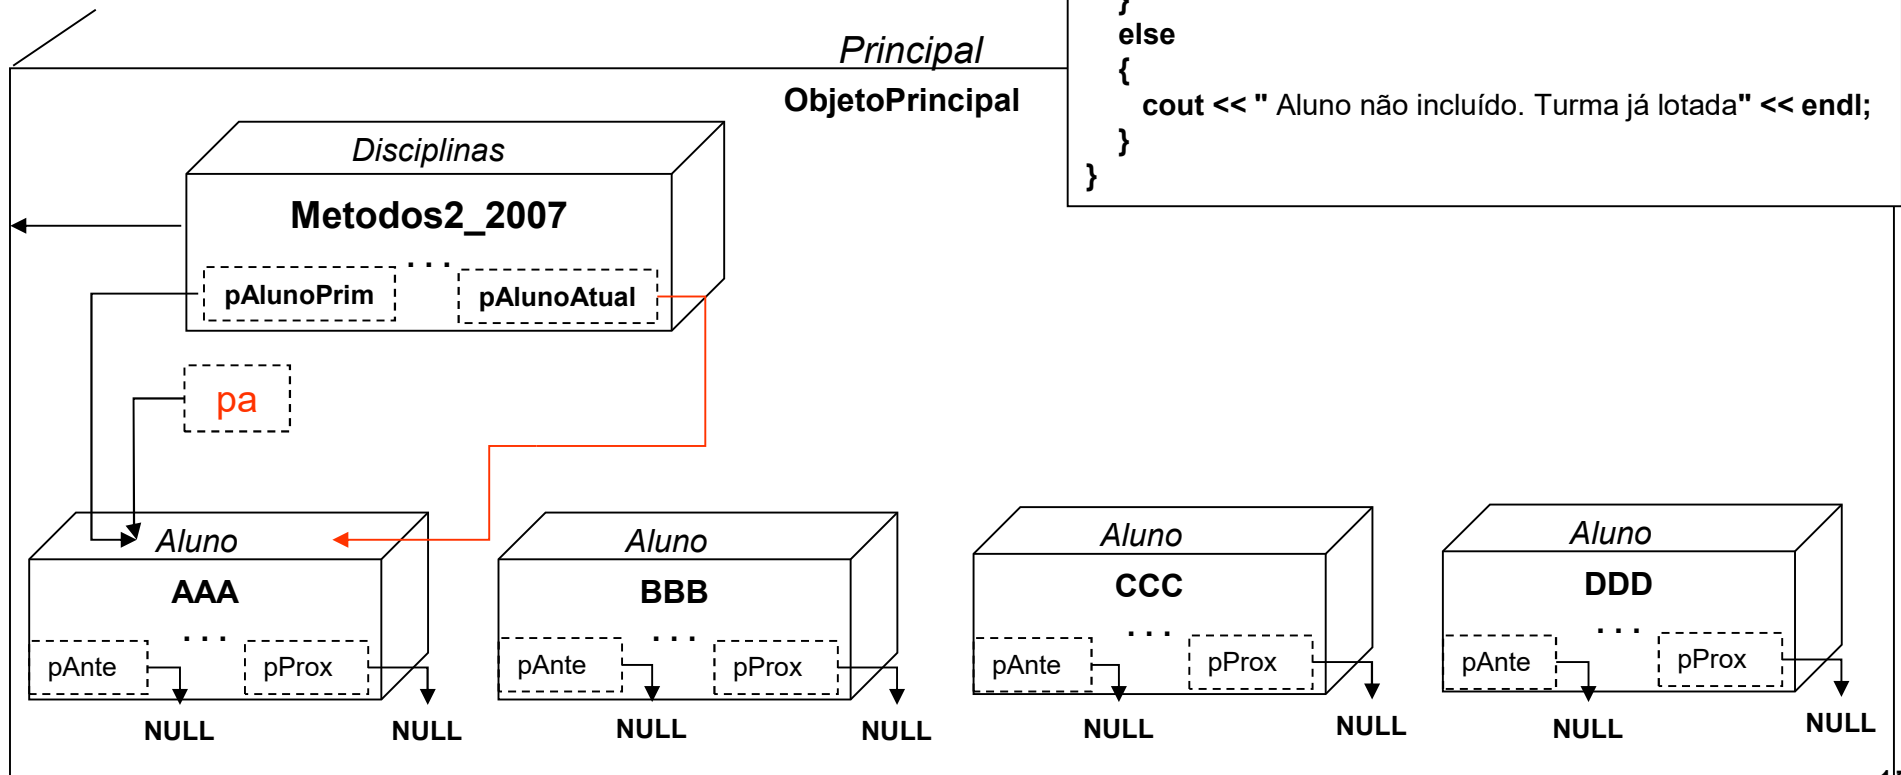 }
else
{
cout << " Aluno não incluído. Turma já lotada" << endl;
}
}
Principal
ObjetoPrincipal
Disciplinas
Metodos2_2007
. . .
pAlunoPrim
pAlunoAtual
pa
Aluno
AAA
. . .
pAnte
pProx
NULL
NULL
Aluno
BBB
. . .
pAnte
pProx
NULL
NULL
Aluno
CCC
. . .
pAnte
pProx
NULL
NULL
Aluno
DDD
. . .
pAnte
pProx
NULL
NULL